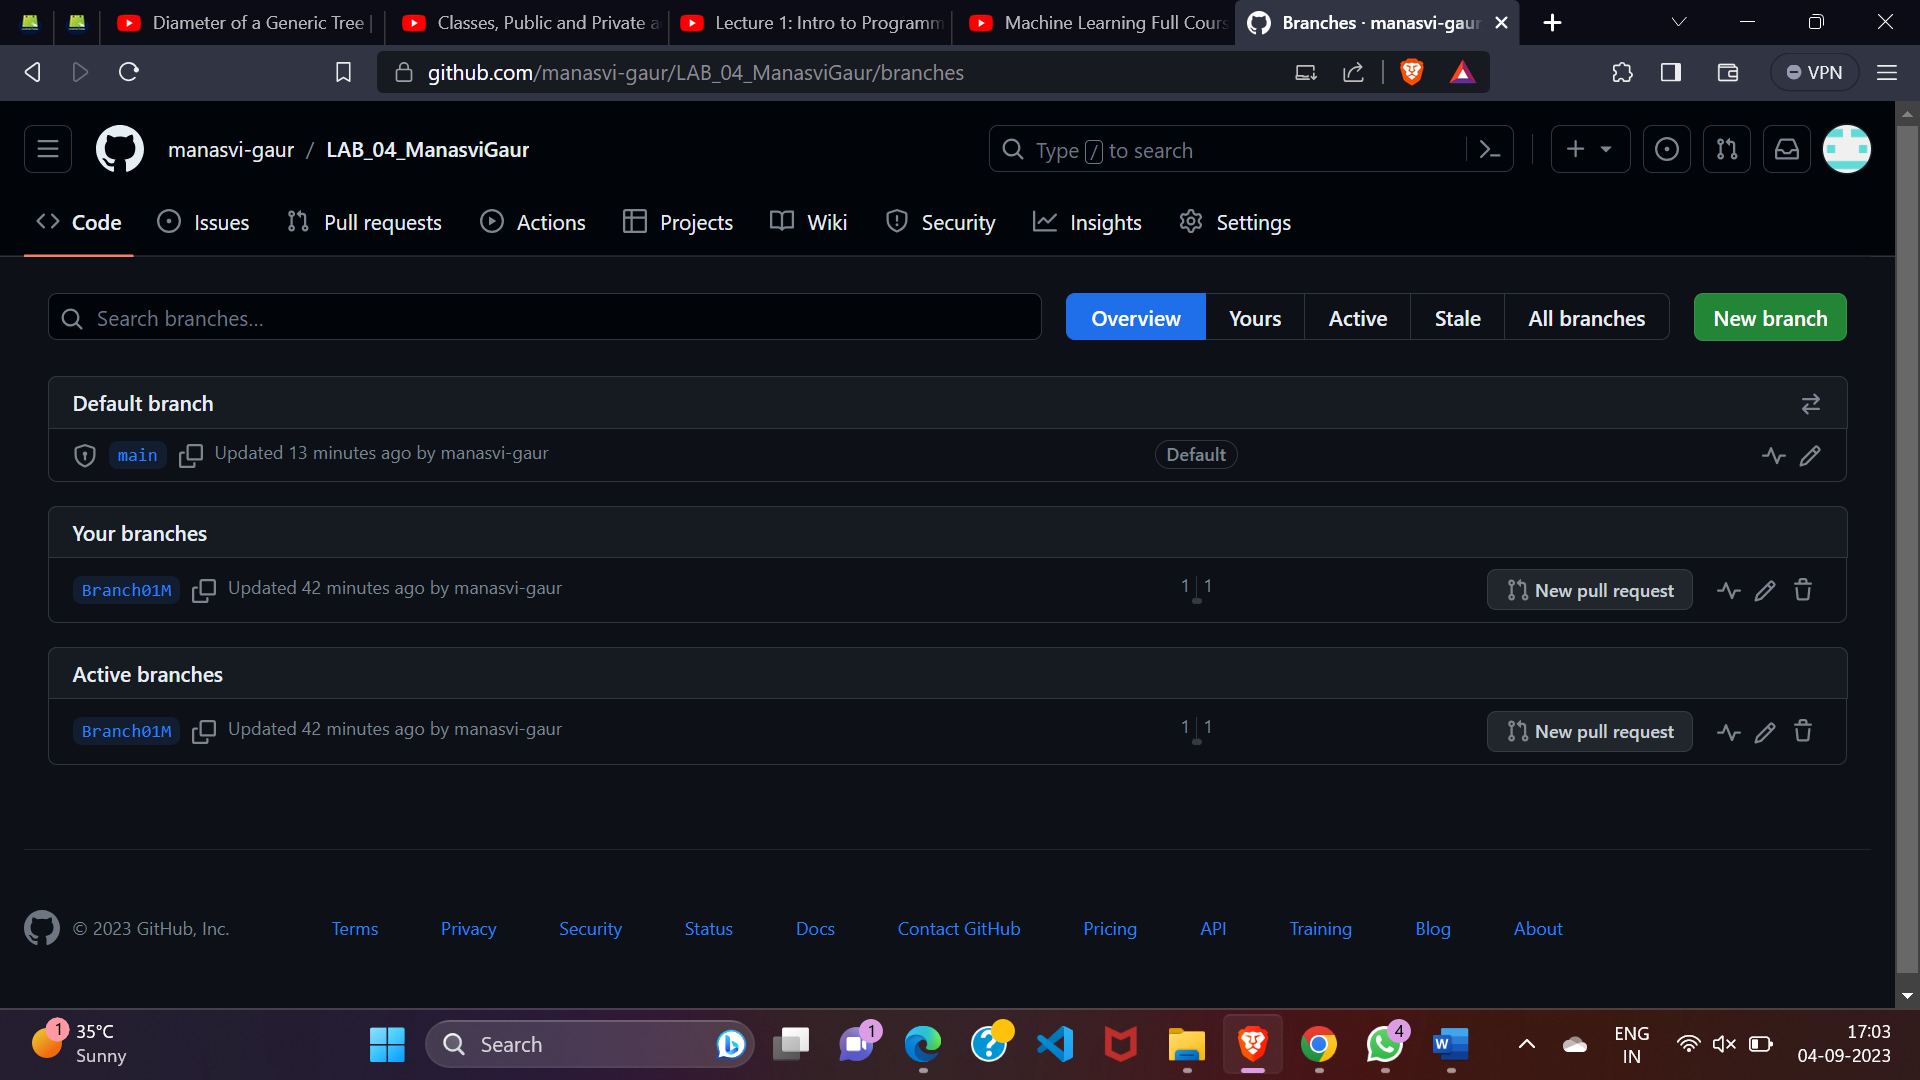 Diameter of a Generic Tree |
Classes, Public and Private a
Lecture 1: Intro to Programm
Machine Learning Full Cours
Branches · manasvi-gaur
github.com/manasvi-gaur/LAB_04_ManasviGaur/branches
VPN
manasvi-gaur / LAB_04_ManasviGaur
Type / to search
Code Issues Pull requests Actions Projects Wiki Security Insights Settings
Search branches...
Overview Yours Active Stale All branches New branch
Default branch
main Updated 13 minutes ago by manasvi-gaur Default
Your branches
Branch01M Updated 42 minutes ago by manasvi-gaur 1 1 New pull request
Active branches
Branch01M Updated 42 minutes ago by manasvi-gaur 1 1 New pull request
© 2023 GitHub, Inc. Terms Privacy Security Status Docs Contact GitHub Pricing API Training Blog About
1 35°C
Sunny
Search
1
4
ENG
IN
17:03
04-09-2023